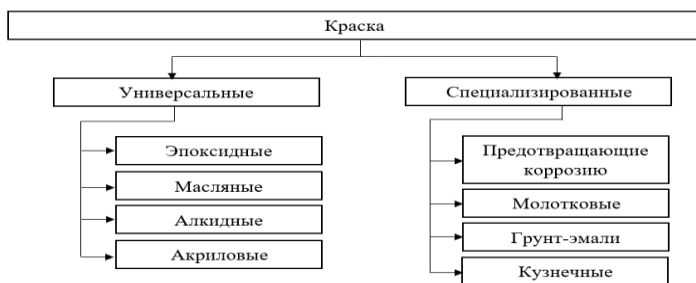 Краска
Универсальные
Специализированные
Эпоксидные
Масляные
Алкидные
Акриловые
Предотвращающие
коррозию
Молотковые
Грунт-эмали
Кузнечные